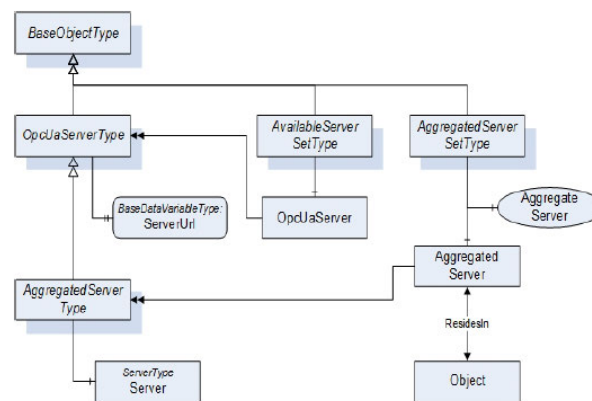 BaseObjectType
OpcUaServerType
AvailableServer
SetType
AggregatedServer
SetType
BaseDataVariableType:
ServerUrl
OpcUaServer
Aggregate
Server
Aggregated
Server
AggregatedServer
Type
ResidesIn
ServerType
Server
Object